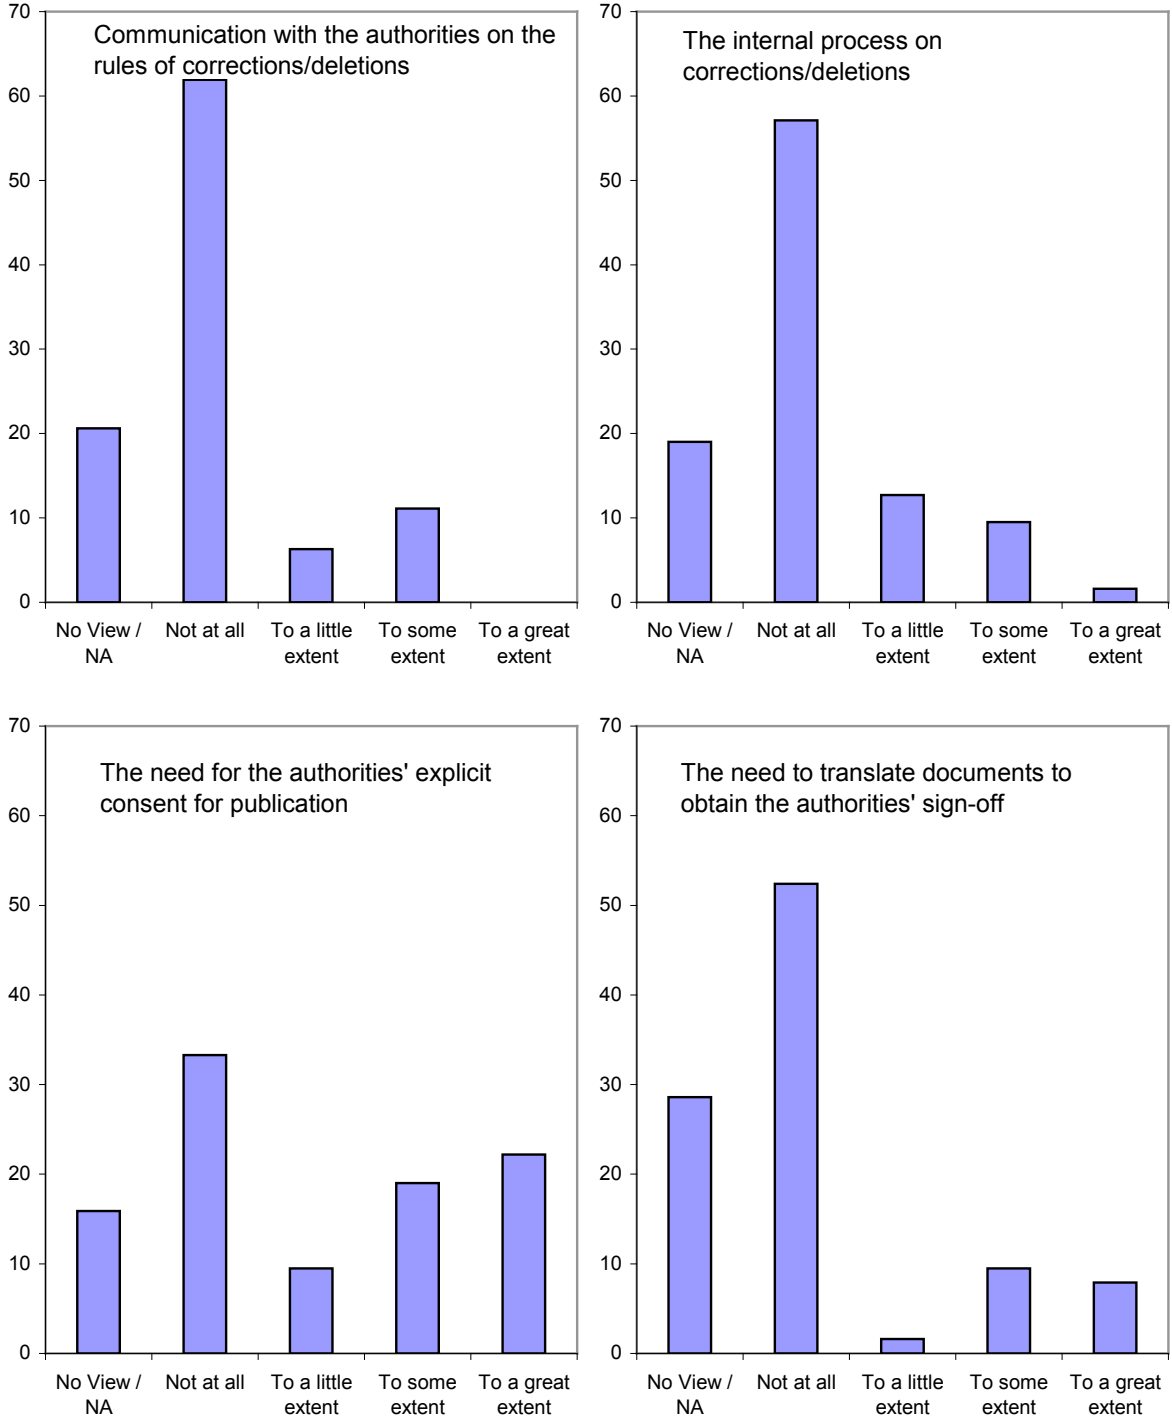 Communication with the authorities on the
rules of corrections/deletions
70
60
50
40
30
20
10
0
No View /
NA
Not at all
To a little
extent
To some
extent
To a great
extent
The internal process on
corrections/deletions
70
60
50
40
30
20
10
0
No View /
NA
Not at all
To a little
extent
To some
extent
To a great
extent
The need for the authorities' explicit
consent for publication
70
60
50
40
30
20
10
0
No View /
NA
Not at all
To a little
extent
To some
extent
To a great
extent
The need to translate documents to
obtain the authorities' sign-off
70
60
50
40
30
20
10
0
No View /
NA
Not at all
To a little
extent
To some
extent
To a great
extent